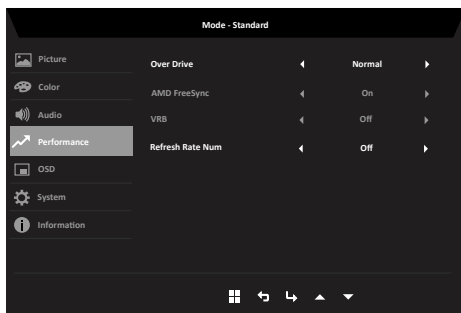 Mode - Standard
Picture
Color
Audio
Performance
OSD
System
Information
Over Drive Normal
AMD FreeSync On
VRB Off
Refresh Rate Num Off